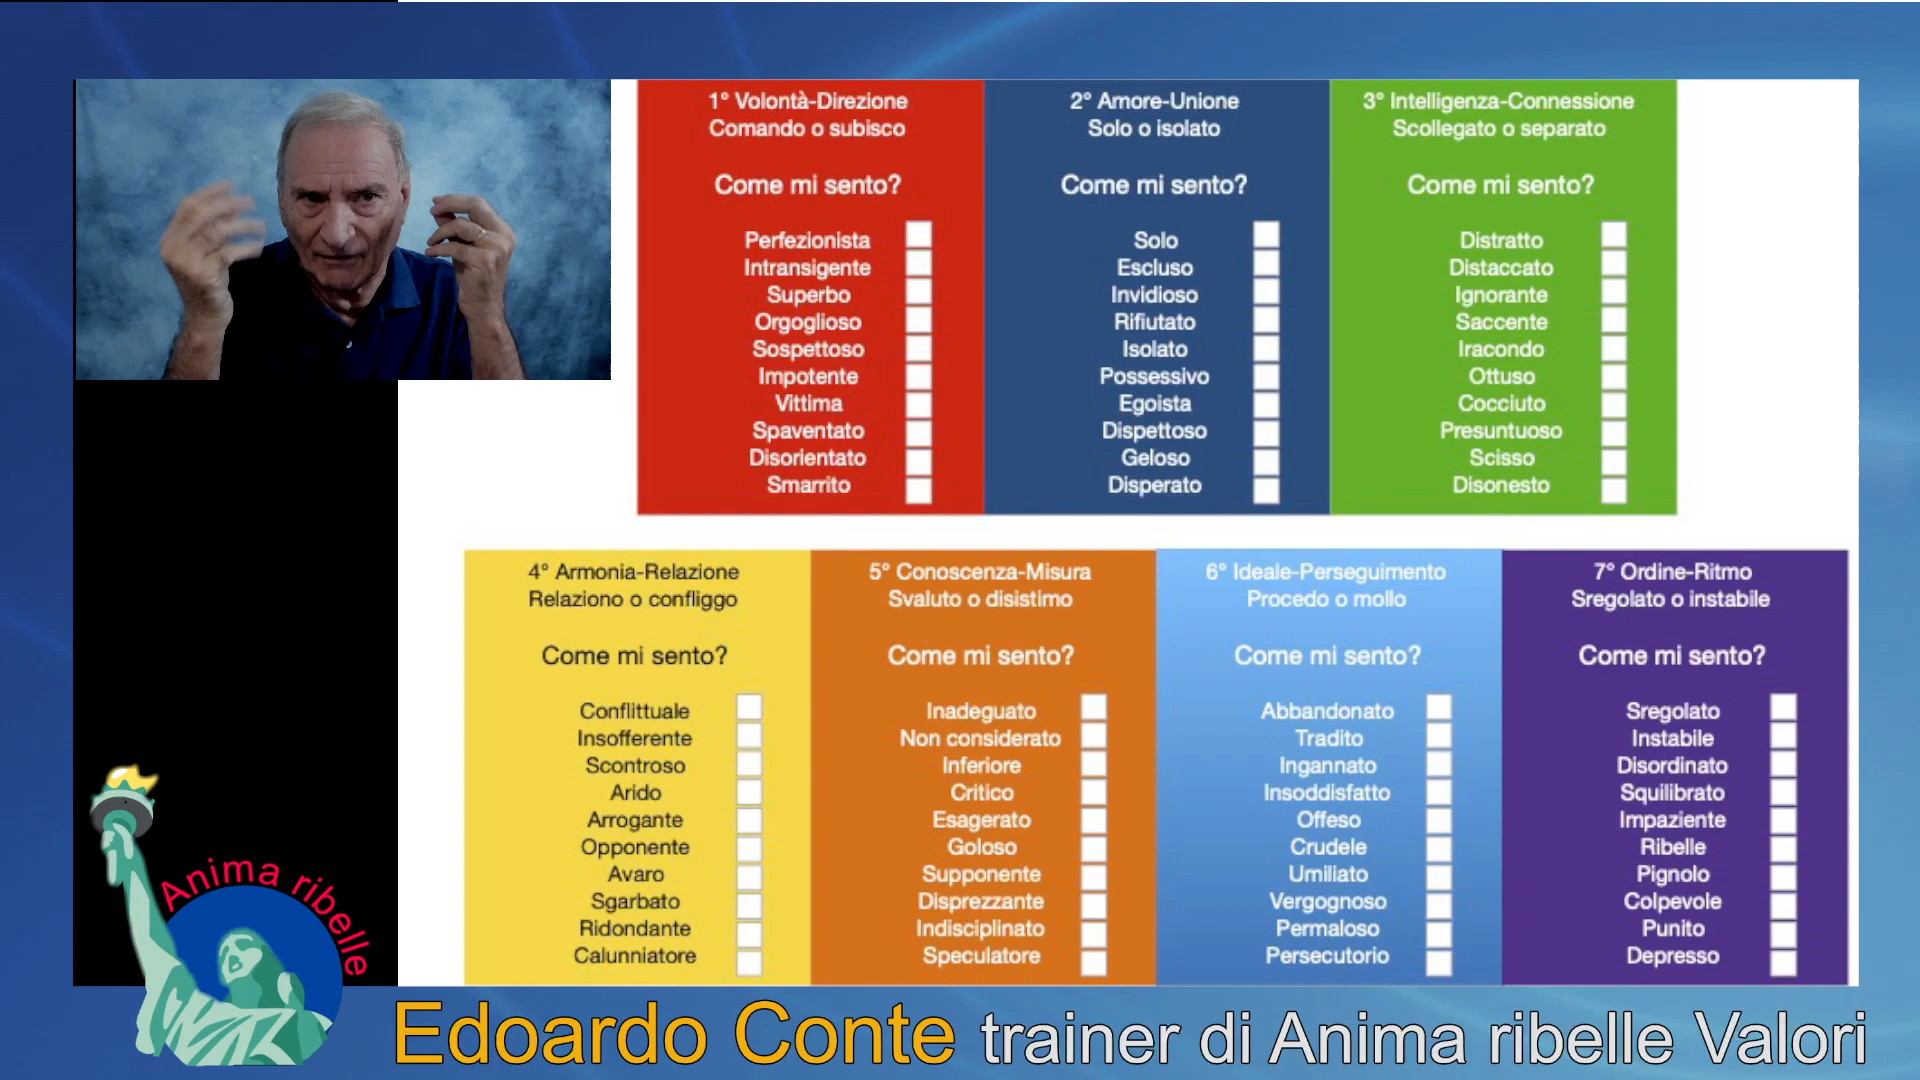 1° Volontà-Direzione
Comando o subisco
Come mi sento?
Perfezionista
Intransigente
Superbo
Orgoglioso
Sospettoso
Impotente
Vittima
Spaventato
Disorientato
Smarrito
2° Amore-Unione
Solo o isolato
Come mi sento?
Solo
Escluso
Invidioso
Rifiutato
Isolato
Possessivo
Egoista
Dispettoso
Geloso
Disperato
3° Intelligenza-Connessione
Scollegato o separato
Come mi sento?
Distratto
Distaccato
Ignorante
Saccente
Iracondo
Ottuso
Cocciuto
Presuntuoso
Scisso
Disonesto
4° Armonia-Relazione
Relaziono o confliggo
Come mi sento?
Conflittuale
Insofferente
Scontroso
Arido
Arrogante
Opponente
Avaro
Sgarbato
Ridondante
Calunniatore
5° Conoscenza-Misura
Svaluto o disistimo
Come mi sento?
Inadeguato
Non considerato
Inferiore
Critico
Esagerato
Goloso
Supponente
Disprezzante
Indisciplinato
Speculatore
6° Ideale-Perseguimento
Procedo o mollo
Come mi sento?
Abbandonato
Tradito
Ingannato
Insoddisfatto
Offeso
Crudele
Umiliato
Vergognoso
Permaloso
Persecutorio
7° Ordine-Ritmo
Sregolato o instabile
Come mi sento?
Sregolato
Instabile
Disordinato
Squilibrato
Impaziente
Ribelle
Pignolo
Colpevole
Punito
Depresso
Anima ribelle
Edoardo Conte trainer di Anima ribelle Valori